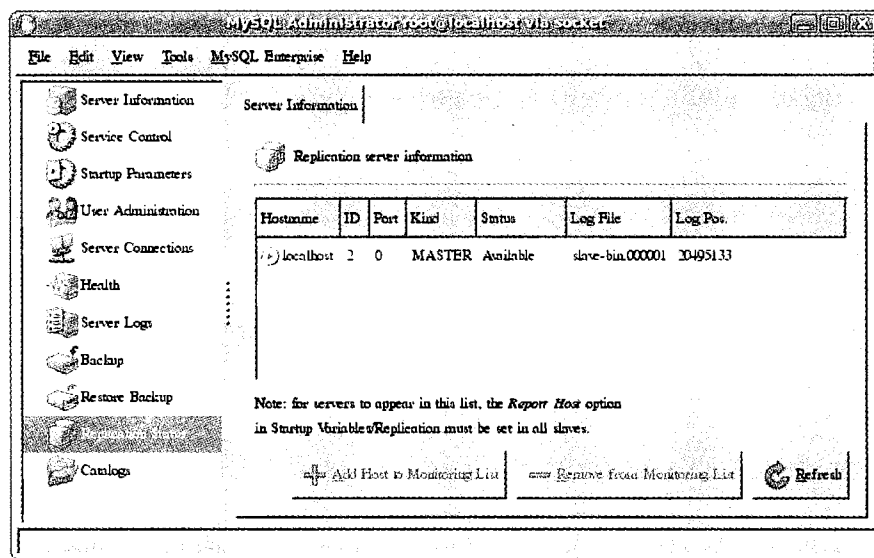 MySQL Administrator root@localhost via socket
File Edit View Tools MySQL Enterprise Help
Server Information
Service Control
Startup Parameters
User Administration
Server Connections
Health
Server Logs
Backup
Restore Backup
Replication Status
Catalogs
Server Information
Replication server information
Hostname ID Port Kind Status Log File Log Pos.
localhost 2 0 MASTER Available slave-bin.000001 20495133
Note: for servers to appear in this list, the Report Host option
in Startup Variables/Replication must be set in all slaves.
Add Host to Monitoring List
Remove from Monitoring List
Refresh